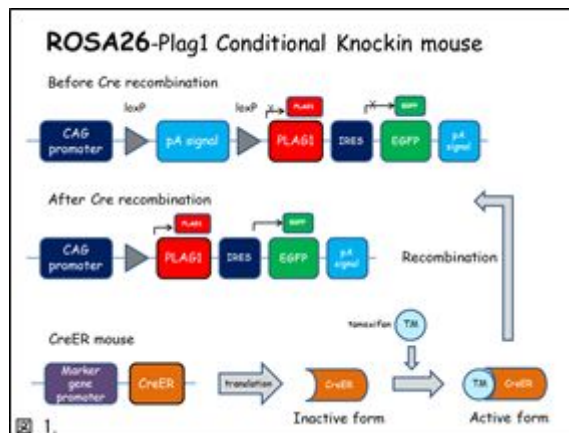 ROSA26-Plag1 Conditional Knockin mouse
Before Cre recombination
loxP
loxP
PLAG1
EGFP
CAG promoter
pA signal
PLAG1
IRES
EGFP
pA signal
After Cre recombination
PLAG1
EGFP
CAG promoter
PLAG1
IRES
EGFP
pA signal
Recombination
CreER mouse
tamoxifen
TM
Marker gene promoter
CreER
translation
CreER
TM
CreER
Inactive form
Active form
図 1.